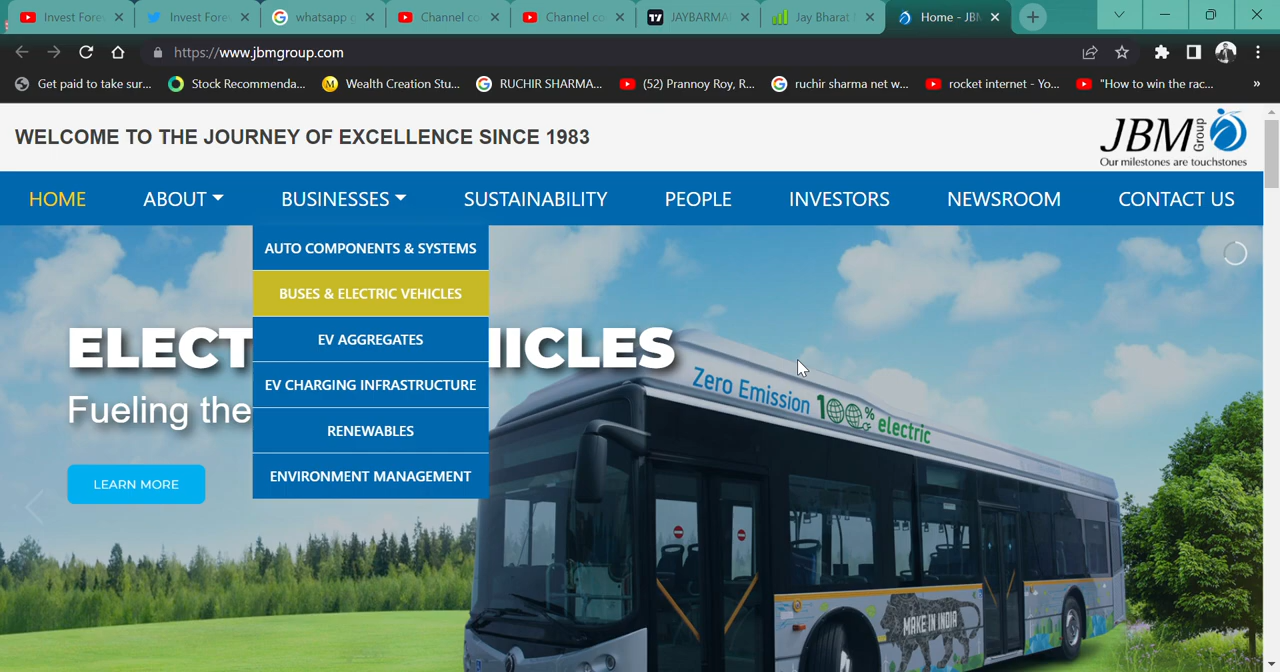 Invest Fore
Invest Fore
whatsapp g
Channel co
Channel co
JAYBARMA
Jay Bharat
Home - JBM
https://www.jbmgroup.com
Get paid to take sur...
Stock Recommenda...
Wealth Creation Stu...
RUCHIR SHARMA...
(52) Prannoy Roy, R...
ruchir sharma net w...
rocket internet - Yo...
"How to win the rac...
»
WELCOME TO THE JOURNEY OF EXCELLENCE SINCE 1983
JBM Group
Our milestones are touchstones
HOME
ABOUT
BUSINESSES
SUSTAINABILITY
PEOPLE
INVESTORS
NEWSROOM
CONTACT US
AUTO COMPONENTS & SYSTEMS
BUSES & ELECTRIC VEHICLES
EV AGGREGATES
EV CHARGING INFRASTRUCTURE
RENEWABLES
ENVIRONMENT MANAGEMENT
ELECT HICLES
Fueling the
LEARN MORE
Zero Emission 100% electric
MAKE IN INDIA